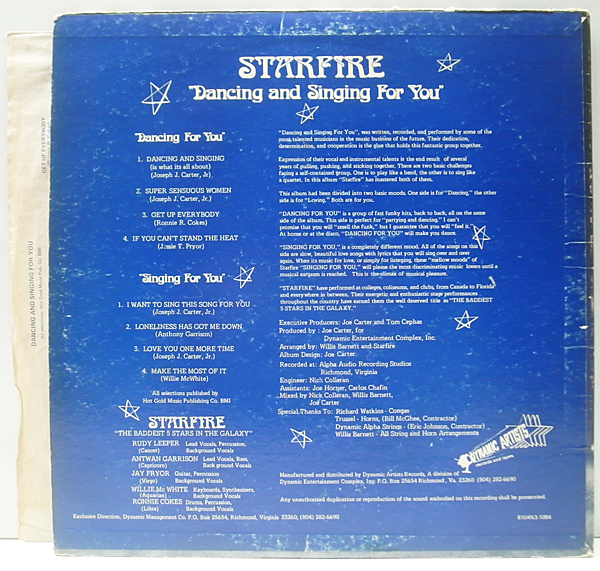 STARFIRE
"Dancing and Singing For You"
"Dancing For You"
1. DANCING AND SINGING
(is what its all about)
(Joseph J. Carter, Jr)
2. SUPER SENSUOUS WOMEN
(Joseph J. Carter, Jr.)
3. GET UP EVERYBODY
(Ronnie R. Cokes)
4. IF YOU CAN'T STAND THE HEAT
(Jimie T. Pryor)
"Singing For You"
1. I WANT TO SING THIS SONG FOR YOU
(Joseph J. Carter, Jr.)
2. LONELINESS HAS GOT ME DOWN
(Anthony Garrison)
3. LOVE YOU ONE MORE TIME
(Joseph J. Carter, Jr.)
4. MAKE THE MOST OF IT
(Willie McWhite)
"All selections published by
Hot Gold Music Publishing Co, BMI
STARFIRE
"THE BADDEST 5 STARS IN THE GALAXY"
RUDY LEEPER Lead Vocals, Percussion,
(Cancer) Background Vocals
ANTWAN GARRISON Lead Vocals, Bass,
(Capricorn) Background vocals
JAY PRYOR Guitar, Percussion
(Virgo) Background Vocals
WILLIE Mc WHITE Keyboards, Synthesizers,
(Aquarian) Background Vocals
RONNIE COKES Drums, Percussion,
(Libra) Background Vocals
"Dancing and Singing For You", was written, recorded, and performed by some of the
most talented musicians in the music business of the future. Their dedication,
determination, and cooperation is the glue that holds this fantastic group together.
Expression of their vocal and instrumental talents is the end result of several
years of pulling, pushing, and sticking together. There are two basic challenges
facing a self-contained group. One is to play like a band, the other is to sing like
a quartet. In this album "Starfire" has mastered both of them.
This album had been divided into two basic moods. One side is for "Dancing," the other
side is for "Loving." Both are for you.
"DANCING FOR YOU" is a group of fast funky hits, back to back, all on the same
side of the album. This side is perfect for "partying and dancing." I can't
promise that you will "smell the funk," but I guarantee that you will "feel it."
At home or at the disco, "DANCING FOR YOU" will make you dance.
"SINGING FOR YOU," is a completely different mood. All of the songs on this
side are slow, beautiful love songs with lyrics that you will sing over and over
again. When its music for love, or simply for listening, these "mellow moods" of
Starfire "SINGING FOR YOU," will please the most discriminating music lovers until a
musical orgasm is reached. This is the climax of musical pleasure.
"STARFIRE" have performed at colleges, coliseums, and clubs, from Canada to Florida
and everywhere in between. Their energetic and enthusiastic stage performances
throughout the country have earned them the well deserved title as "THE BADDEST
5 STARS IN THE GALAXY."
Executive Producers: Joe Carter and Tom Cephas
Produced by : Joe Carter, for
Dynamic Entertainment Complex, Inc.
Arranged by: Willis Barnett and Starfire
Album Design: Joe Carter
Recorded at: Alpha Audio Recording Studios
Richmond, Virginia
Engineer: Nick Colleran
Assistants: Joe Horner, Carlos Chafin
Mixed by Nick Colleran, Willis Barnett,
Joe Carter
Special Thanks To: Richard Watkins - Congas
Trussel - Horns, (Bill McGhee, Contractor)
Dynamic Alpha Strings - (Eric Johnson, Contractor)
Willis Barnett - All String and Horn Arrangements
DYNAMIC ARTISTS
records and tapes
Manufactured and distributed by Dynamic Artists Records, A division of
Dynamic Entertainment Complex, Inc. P.O. Box 25654 Richmond, Va. 23260, (804) 282-6690
Any unauthorized duplication or reproduction of the sound embodied on this recording shall be prosecuted.
Exclusive Direction, Dynamic Management Co. P.O. Box 25654, Richmond, Virginia 23260, (804) 282-6690
GET UP EVERYBODY
DANCING AND SINGING FOR YOU